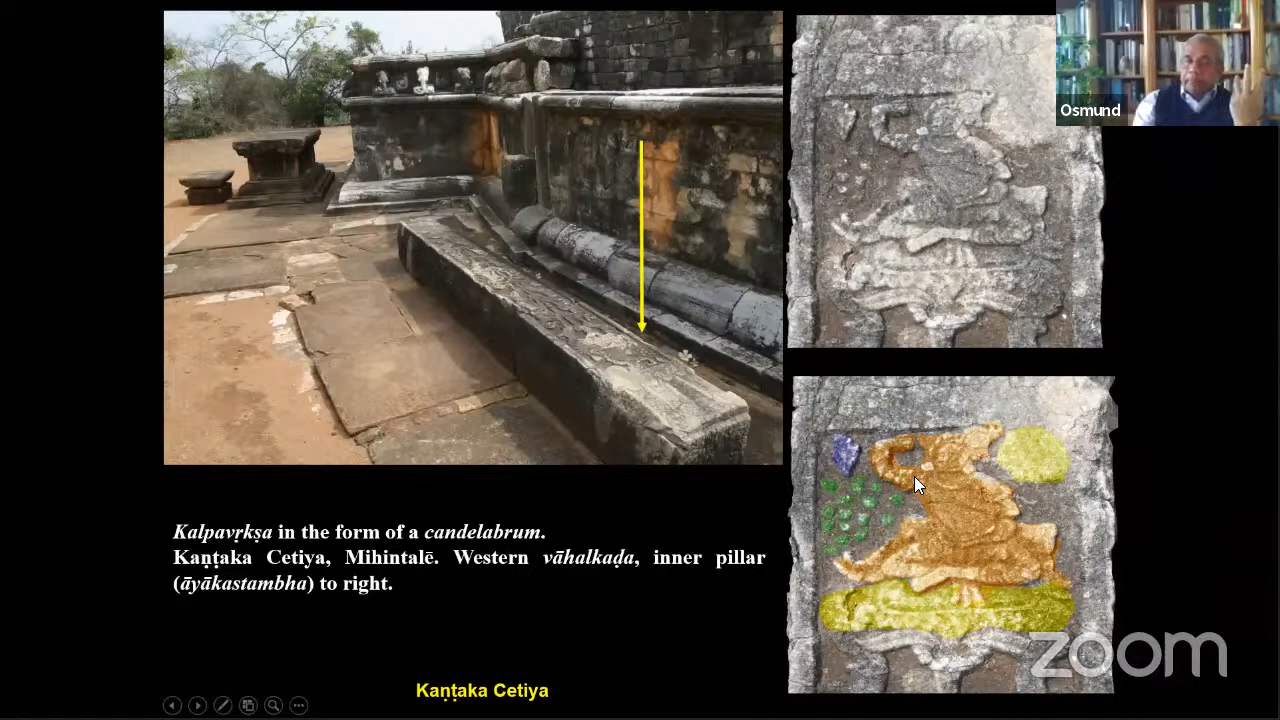 Osmund
Kalpavṛkṣa in the form of a candelabrum.
Kaṇṭaka Cetiya, Mihintalē. Western vāhalkaḍa, inner pillar
(āyākastambha) to right.
zoom
Kaṇṭaka Cetiya